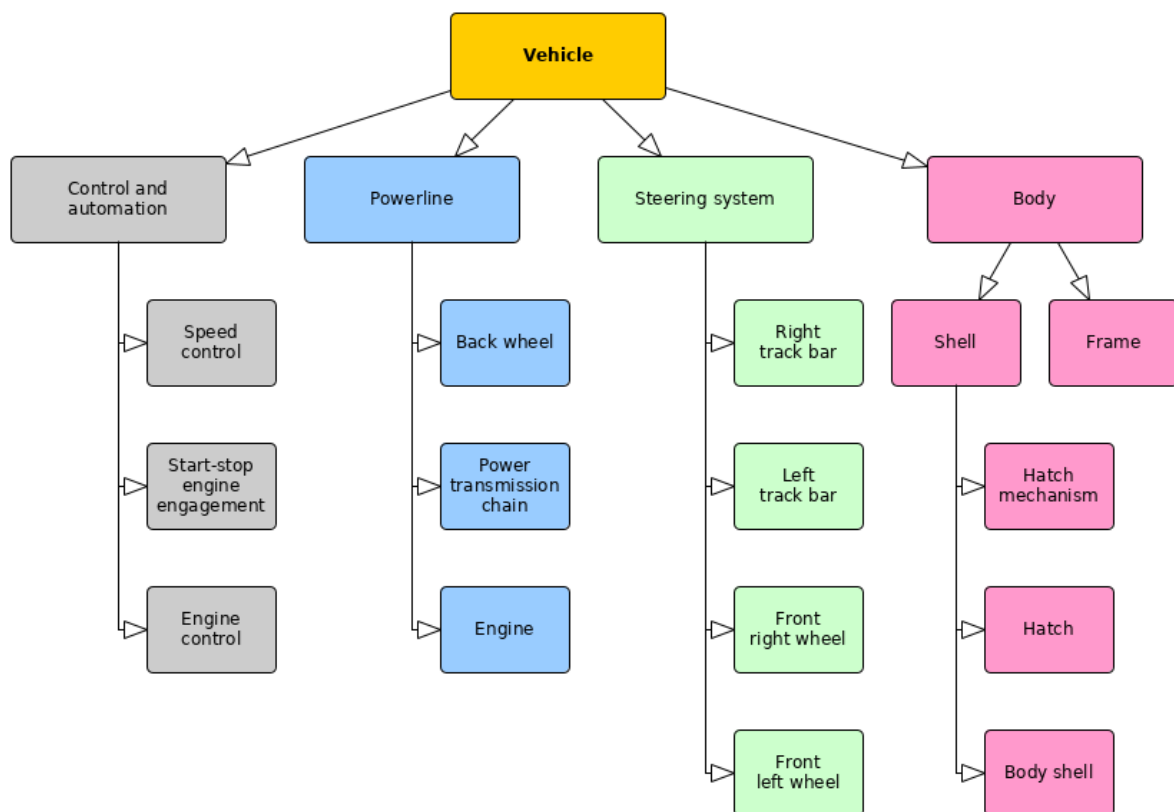 Vehicle
Control and
automation
Powerline
Steering system
Body
Speed
control
Back wheel
Right
track bar
Shell
Frame
Start-stop
engine
engagement
Power
transmission
chain
Left
track bar
Hatch
mechanism
Engine
control
Engine
Front
right wheel
Hatch
Front
left wheel
Body shell